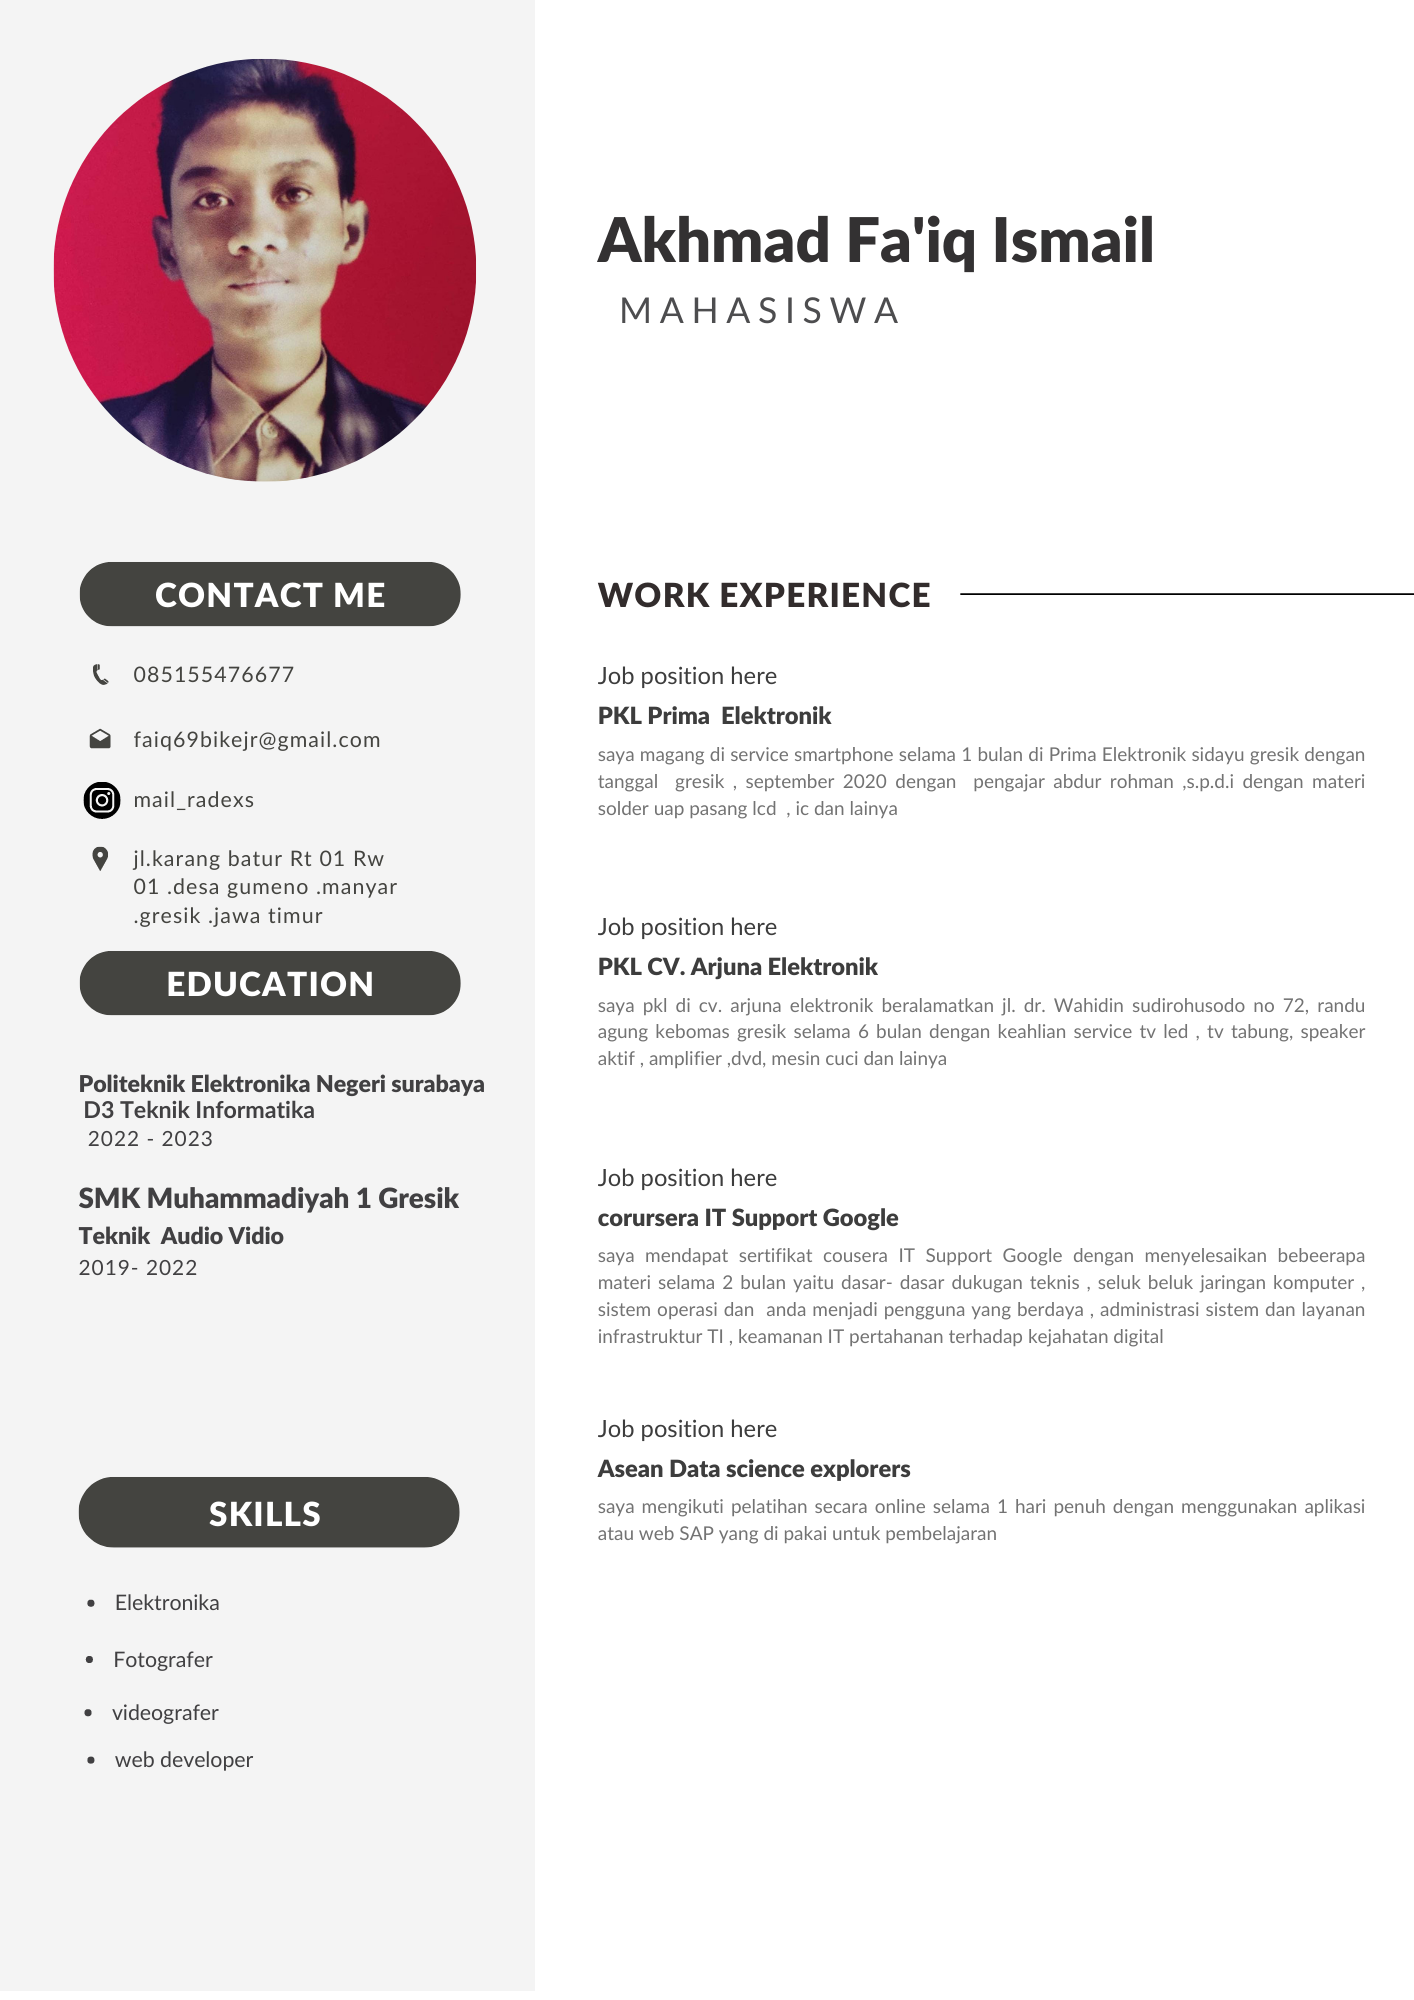 Akhmad Fa'iq Ismail
MAHASISWA
CONTACT ME
085155476677
faiq69bikejr@gmail.com
mail_radexs
jl.karang batur Rt 01 Rw
01 .desa gumeno .manyar
.gresik .jawa timur
EDUCATION
Politeknik Elektronika Negeri surabaya
D3 Teknik Informatika
2022 - 2023
SMK Muhammadiyah 1 Gresik
Teknik Audio Vidio
2019- 2022
SKILLS
• Elektronika
• Fotografer
• videografer
• web developer
WORK EXPERIENCE
Job position here
PKL Prima Elektronik
saya magang di service smartphone selama 1 bulan di Prima Elektronik sidayu gresik dengan
tanggal gresik , september 2020 dengan pengajar abdur rohman ,s.p.d.i dengan materi
solder uap pasang lcd , ic dan lainya
Job position here
PKL CV. Arjuna Elektronik
saya pkl di cv. arjuna elektronik beralamatkan jl. dr. Wahidin sudirohusodo no 72, randu
agung kebomas gresik selama 6 bulan dengan keahlian service tv led , tv tabung, speaker
aktif , amplifier ,dvd, mesin cuci dan lainya
Job position here
corursera IT Support Google
saya mendapat sertifikat cousera IT Support Google dengan menyelesaikan bebeerapa
materi selama 2 bulan yaitu dasar- dasar dukugan teknis , seluk beluk jaringan komputer ,
sistem operasi dan anda menjadi pengguna yang berdaya , administrasi sistem dan layanan
infrastruktur TI , keamanan IT pertahanan terhadap kejahatan digital
Job position here
Asean Data science explorers
saya mengikuti pelatihan secara online selama 1 hari penuh dengan menggunakan aplikasi
atau web SAP yang di pakai untuk pembelajaran